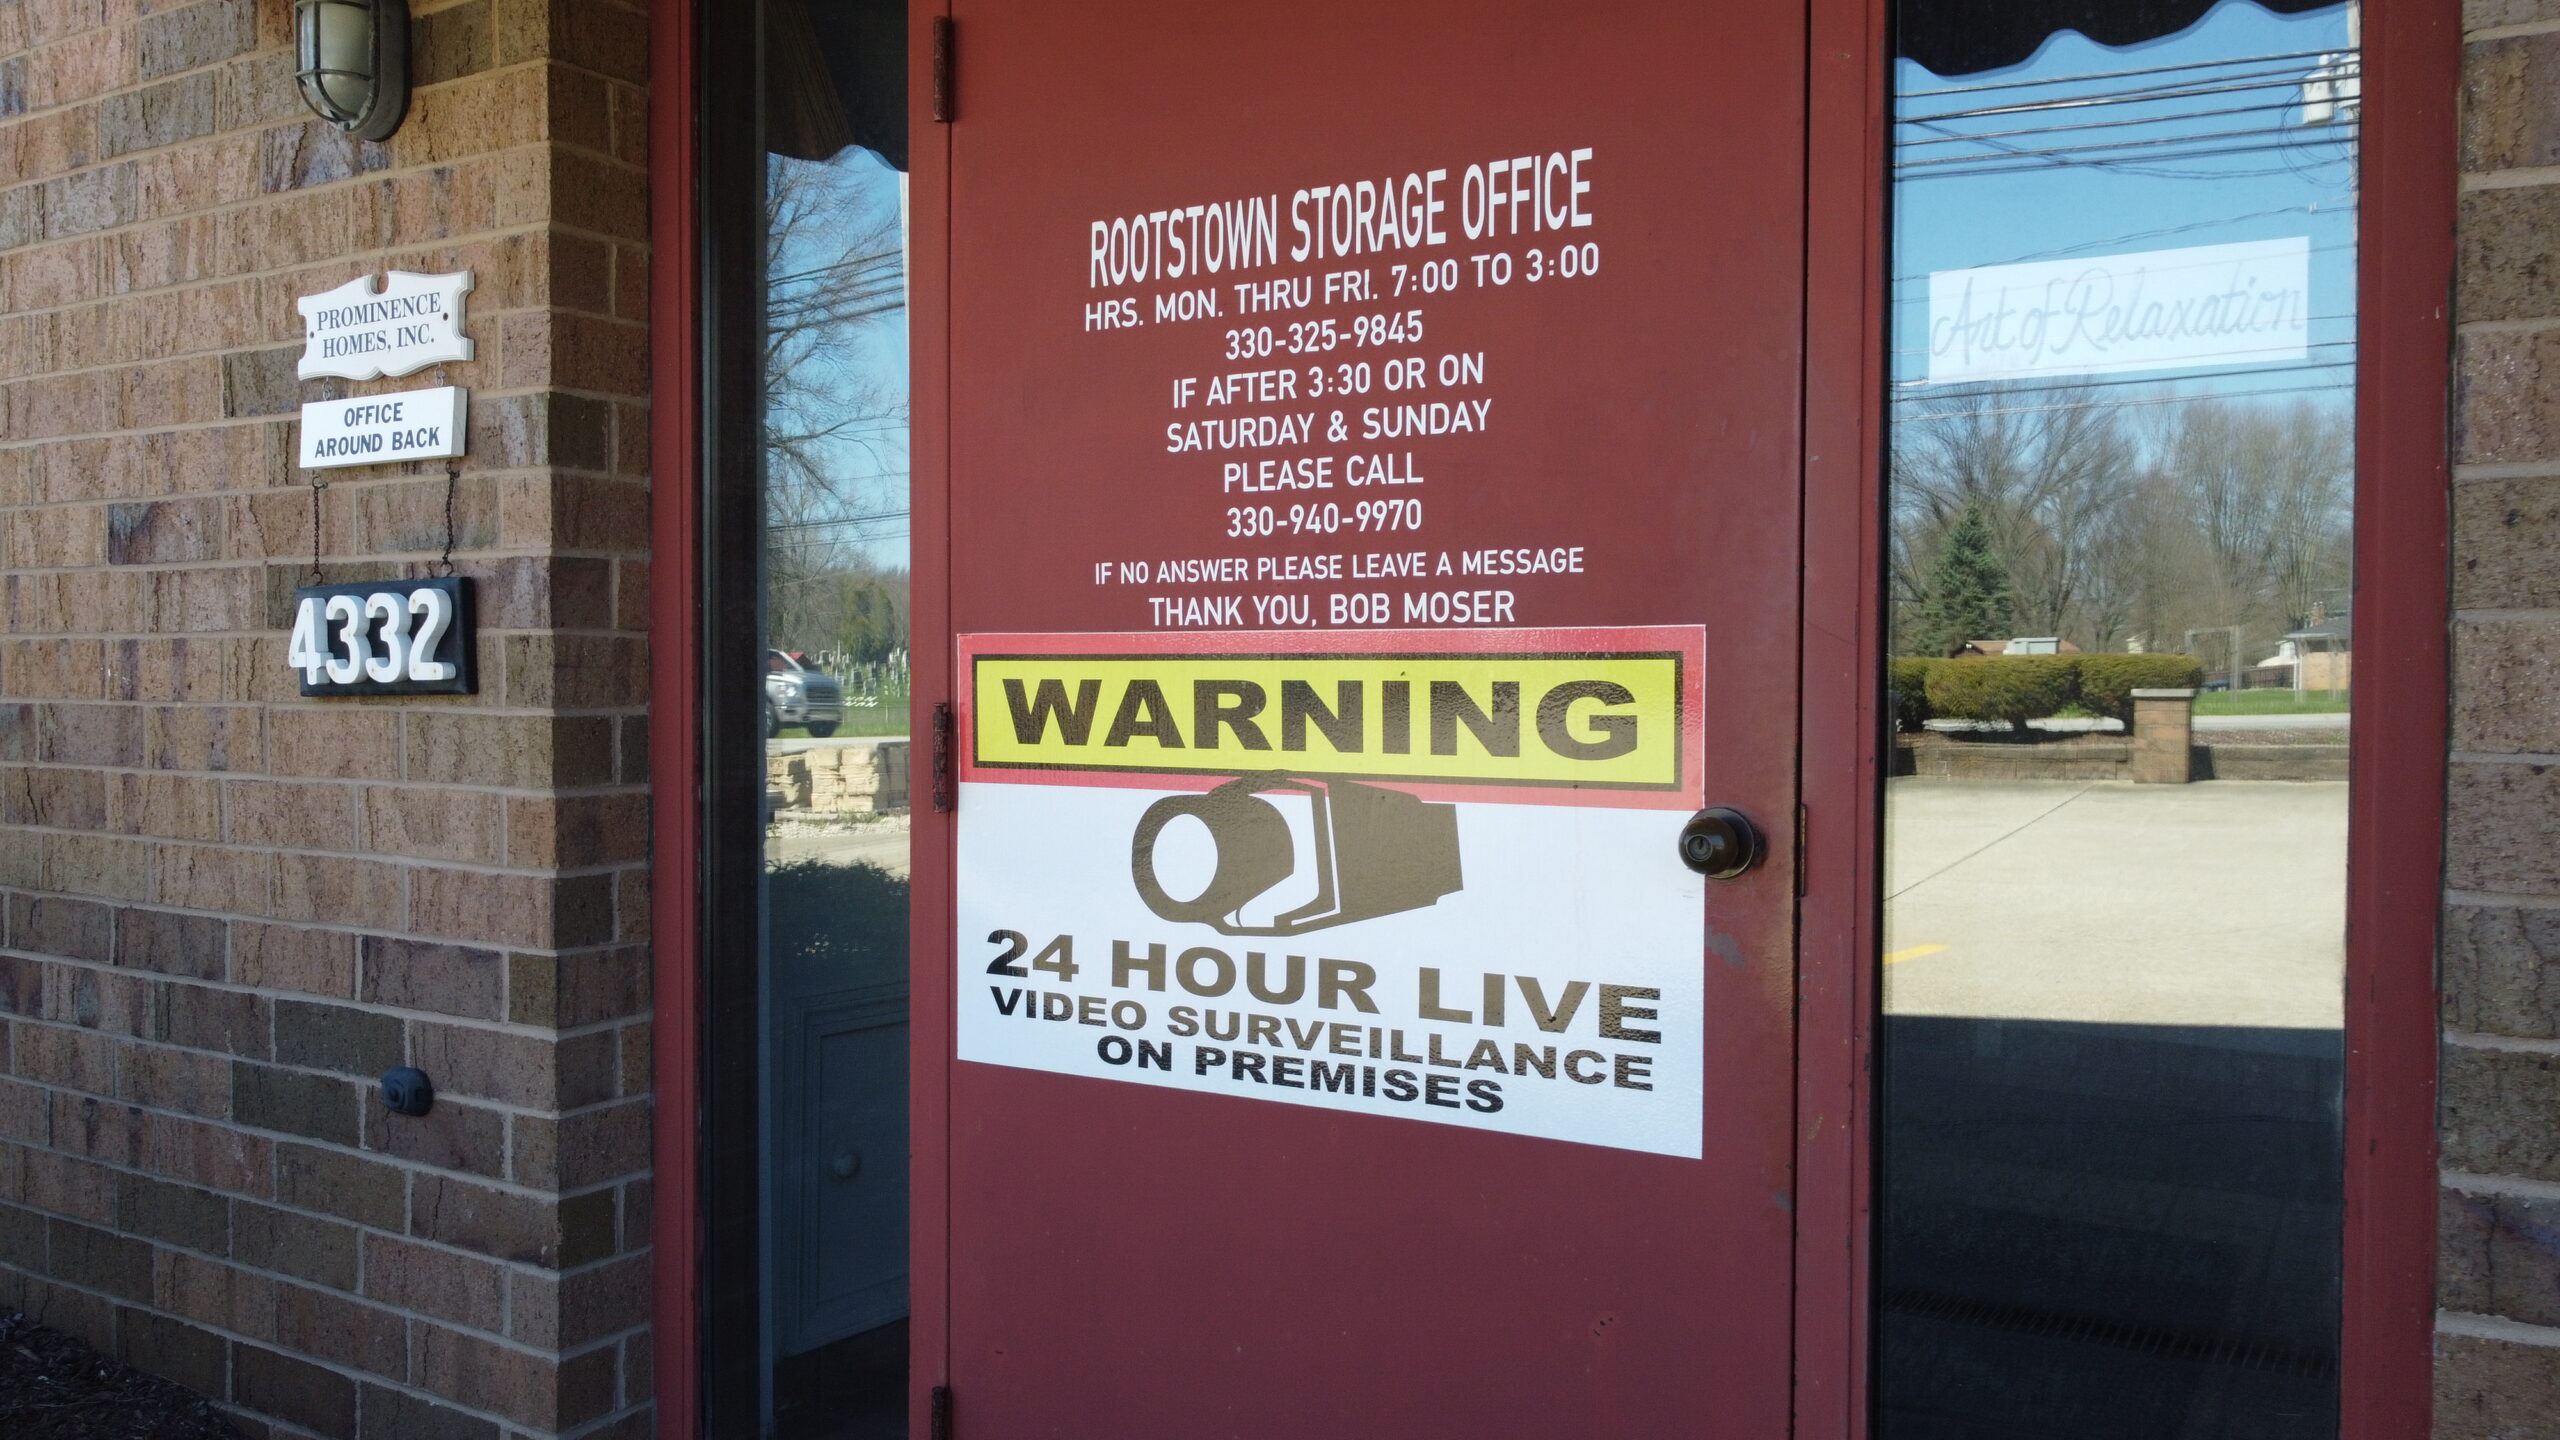 PROMINENCE
HOMES, INC.
OFFICE
AROUND BACK
4332
ROOTSTOWN STORAGE OFFICE
HRS. MON. THRU FRI. 7:00 TO 3:00
330-325-9845
IF AFTER 3:30 OR ON
SATURDAY & SUNDAY
PLEASE CALL
330-940-9970
IF NO ANSWER PLEASE LEAVE A MESSAGE
THANK YOU, BOB MOSER
WARNING
24 HOUR LIVE
VIDEO SURVEILLANCE
ON PREMISES
Art of Relaxation